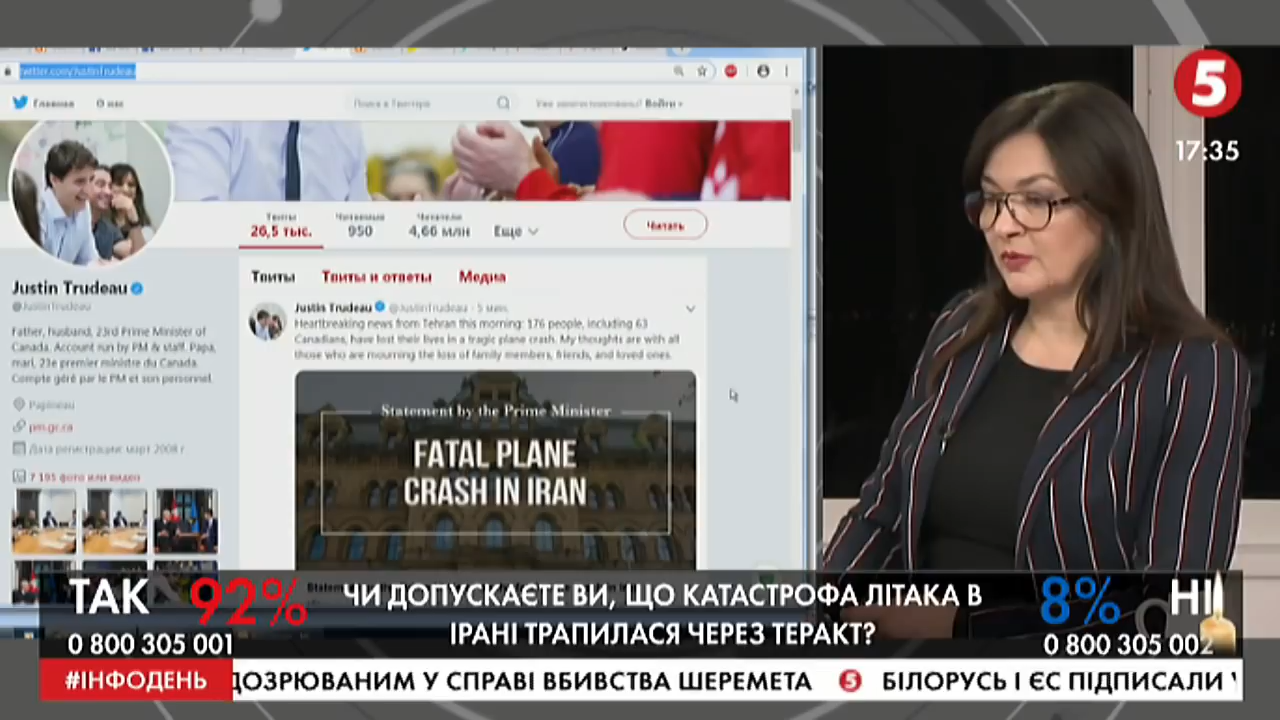 twitter.com/JustinTrudeau
Главная О нас Поиск в Твиттере Уже зарегистрированы? Войти
5
17:35
Твиты Читаемые Читатели
26,5 тыс. 950 4,66 млн Еще Читать
Твиты Твиты и ответы Медиа
Justin Trudeau
@JustinTrudeau
Father, husband, 23rd Prime Minister of
Canada. Account run by PM & staff. Papa,
mari, 23e premier ministre du Canada.
Compte géré par le PM et son personnel.
Papineau
pm.gc.ca
Дата регистрации: март 2008 г.
7 195 фото или видео
Justin Trudeau @JustinTrudeau · 5 мин.
Heartbreaking news from Tehran this morning: 176 people, including 63
Canadians, have lost their lives in a tragic plane crash. My thoughts are with all
those who are mourning the loss of family members, friends, and loved ones.
Statement by the Prime Minister
FATAL PLANE
CRASH IN IRAN
ТАК 92%
0 800 305 001
ЧИ ДОПУСКАЄТЕ ВИ, ЩО КАТАСТРОФА ЛІТАКА В
ІРАНІ ТРАПИЛАСЯ ЧЕРЕЗ ТЕРАКТ?
8% НІ
0 800 305 002
#ІНФОДЕНЬ ДОЗРЮВАНИМ У СПРАВІ ВБИВСТВА ШЕРЕМЕТА 5 БІЛОРУСЬ І ЄС ПІДПИСАЛИ